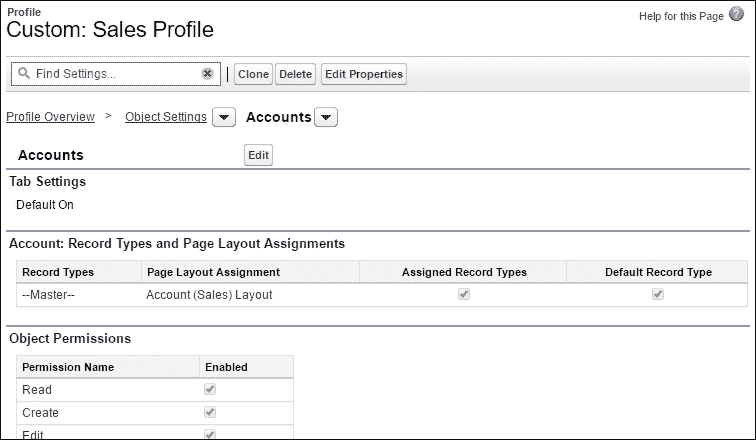 Profile
Custom: Sales Profile
Help for this Page ?
Find Settings...
Clone Delete Edit Properties
Profile Overview > Object Settings Accounts
Accounts Edit
Tab Settings
Default On
Account: Record Types and Page Layout Assignments
Record Types Page Layout Assignment Assigned Record Types Default Record Type
--Master-- Account (Sales) Layout
Object Permissions
Permission Name Enabled
Read
Create
Edit